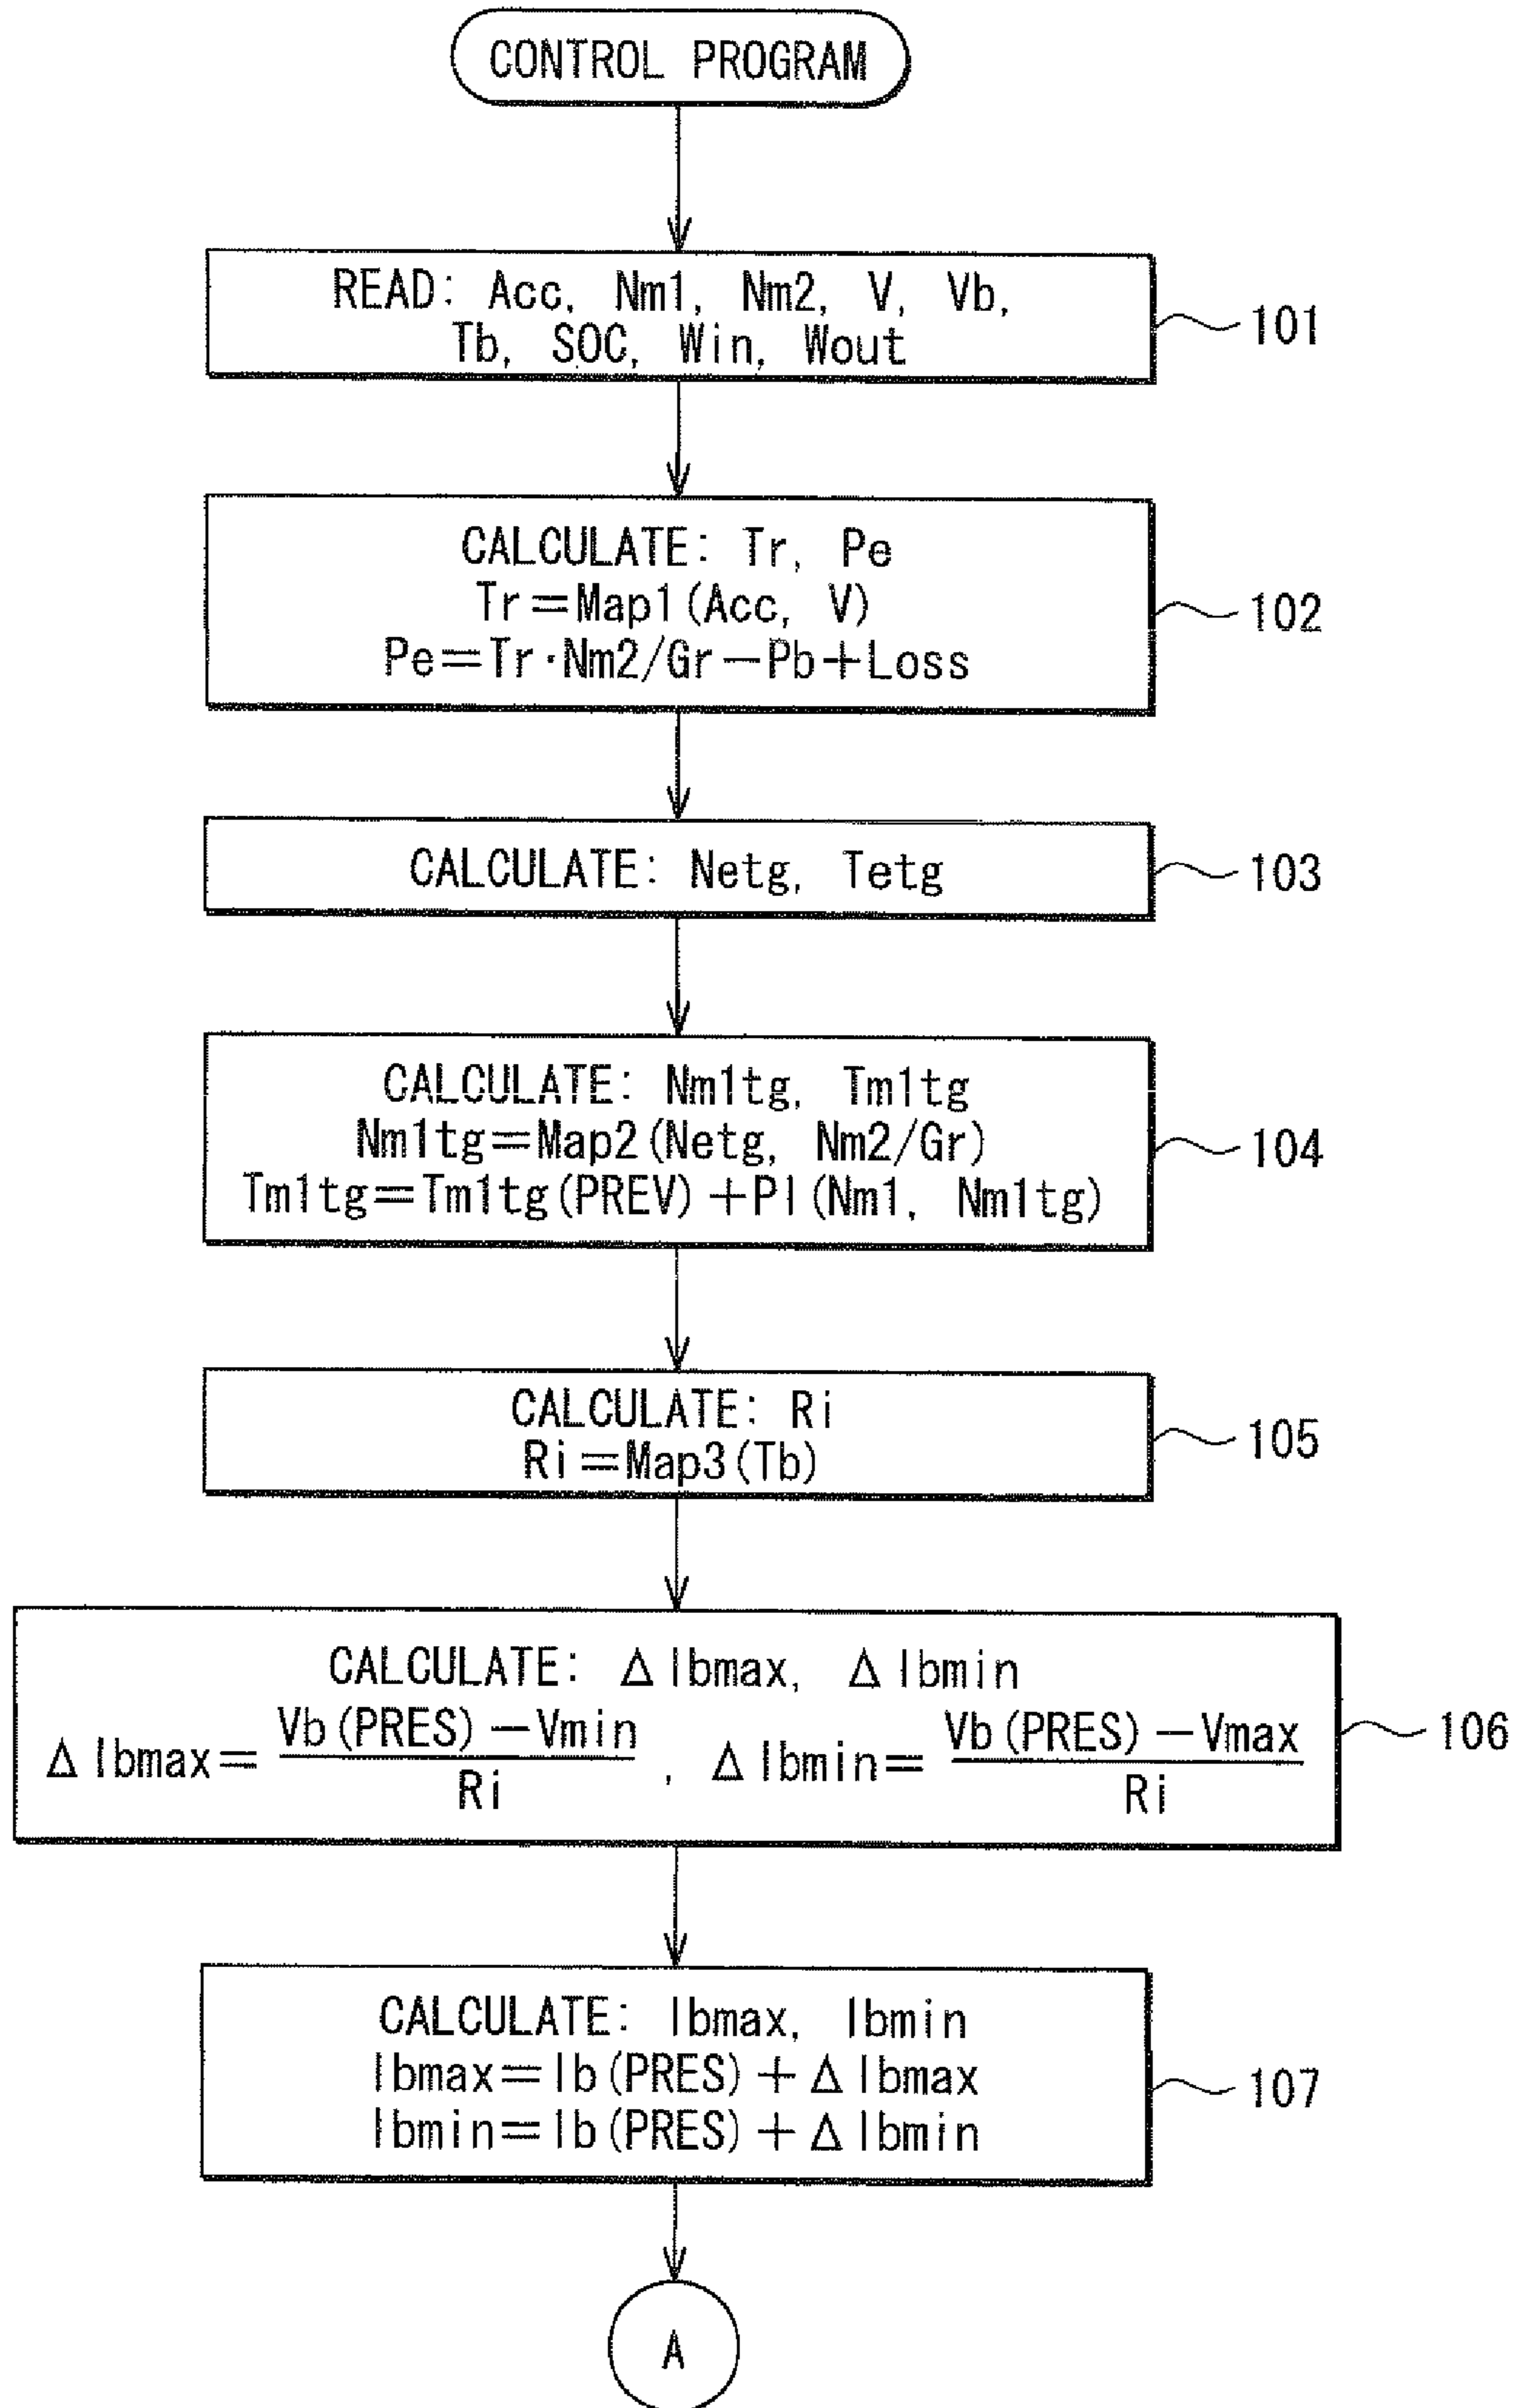 CONTROL PROGRAM
READ: Acc, Nm1, Nm2, V, Vb,
Tb, SOC, Win, Wout
101
CALCULATE: Tr, Pe
Tr=Map1(Acc, V)
Pe=Tr·Nm2/Gr-Pb+Loss
102
CALCULATE: Netg, Tetg
103
CALCULATE: Nm1tg, Tm1tg
Nm1tg=Map2(Netg, Nm2/Gr)
Tm1tg=Tm1tg(PREV)+PI(Nm1, Nm1tg)
104
CALCULATE: Ri
Ri=Map3(Tb)
105
CALCULATE: ΔIbmax, ΔIbmin
ΔIbmax=Vb(PRES)-Vmin/Ri, ΔIbmin=Vb(PRES)-Vmax/Ri
106
CALCULATE: Ibmax, Ibmin
Ibmax=Ib(PRES)+ΔIbmax
Ibmin=Ib(PRES)+ΔIbmin
107
A